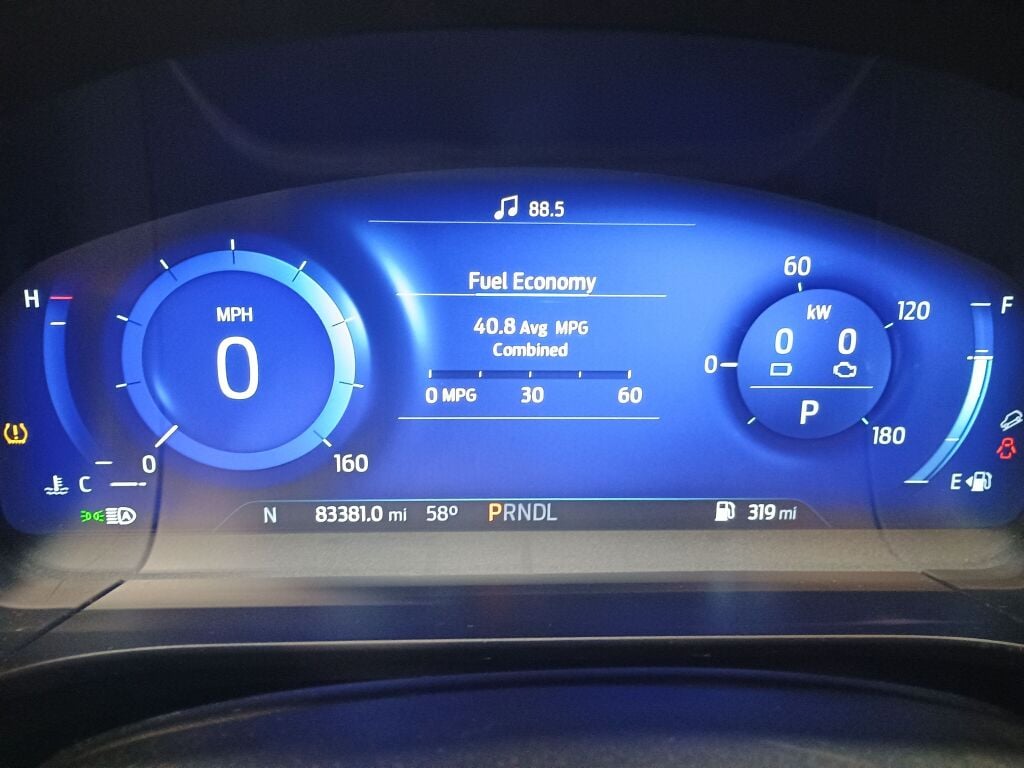 88.5
Fuel Economy
40.8 Avg MPG
Combined
0 MPG 30 60
H
C
MPH
0
0 160
60
0 120
180
kW
0 0
P
F
E
N 83381.0 mi 58º PRNDL 319 mi
A